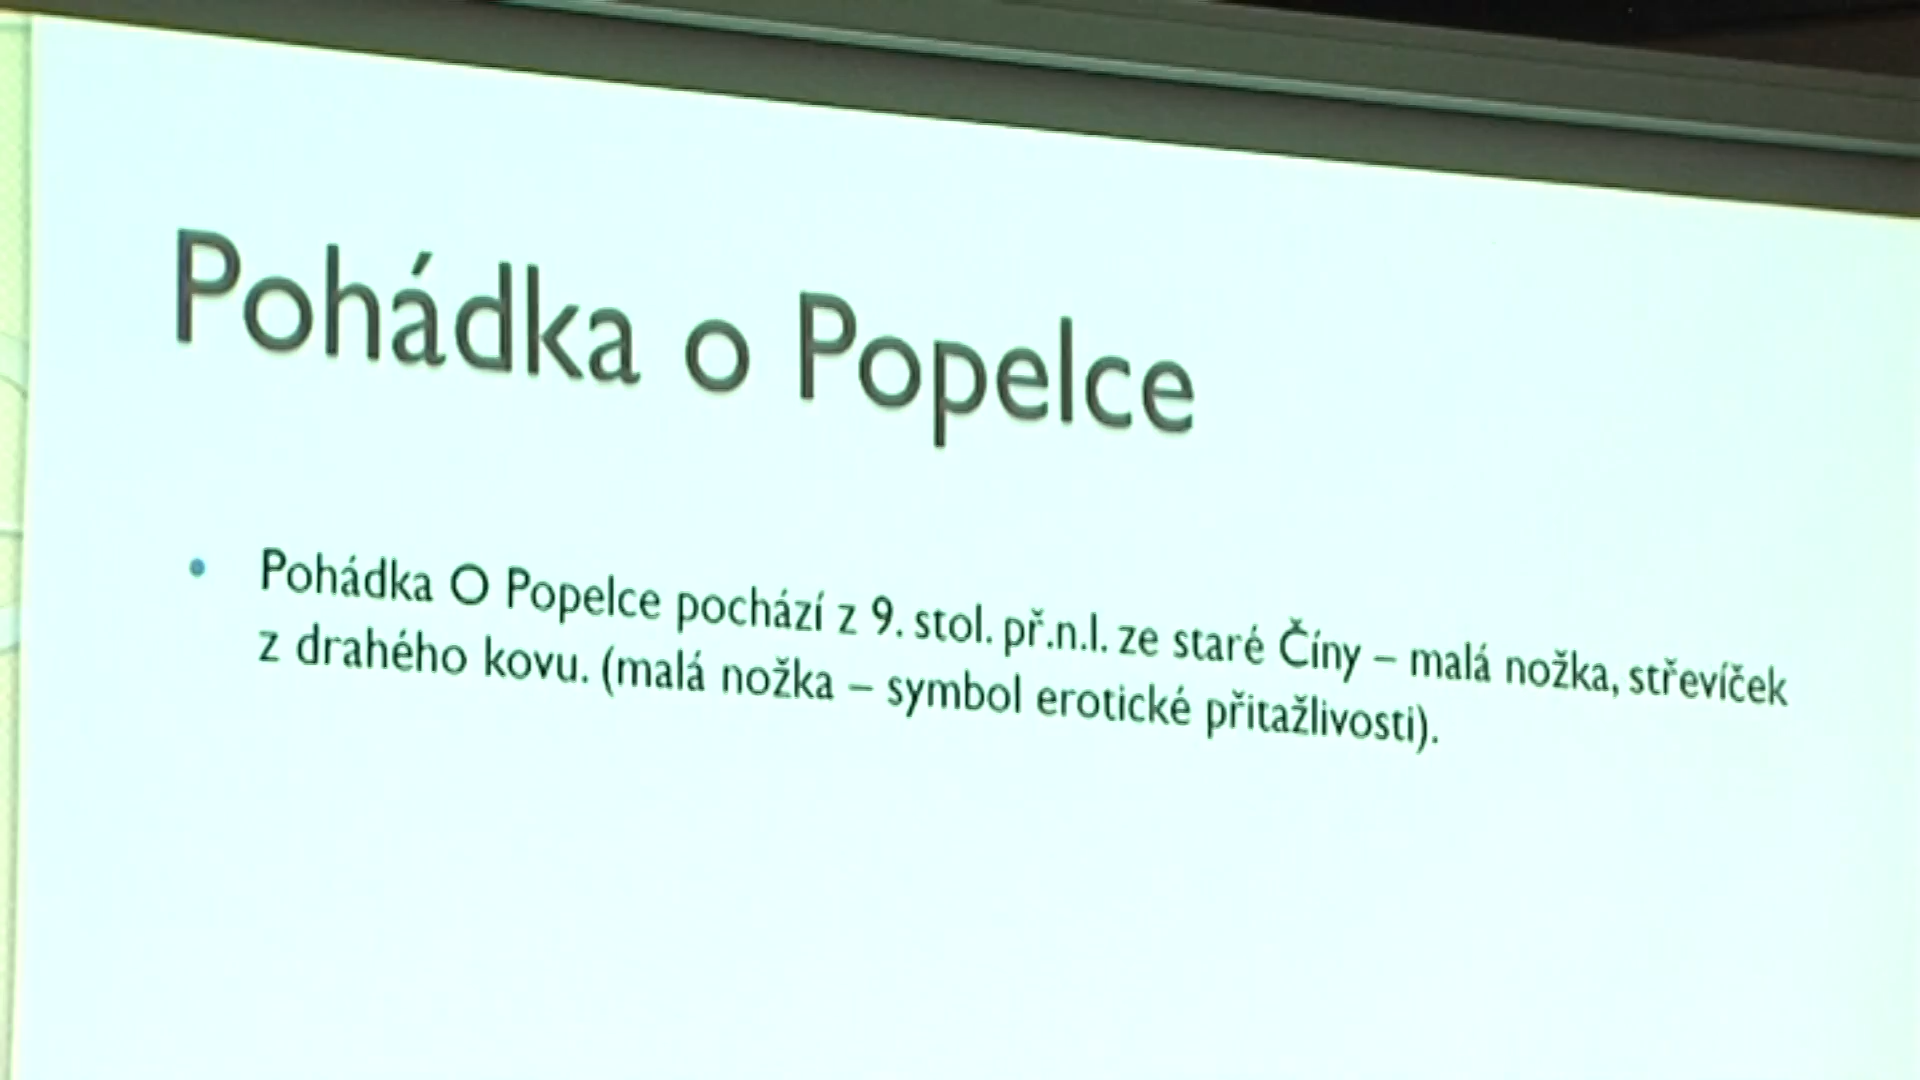 Pohádka o Popelce
• Pohádka O Popelce pochází z 9. stol. př.n.l. ze staré Číny – malá nožka, střevíček
z drahého kovu. (malá nožka – symbol erotické přitažlivosti).